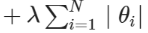 + λ ∑_{i=1}^{N} | θ_i |